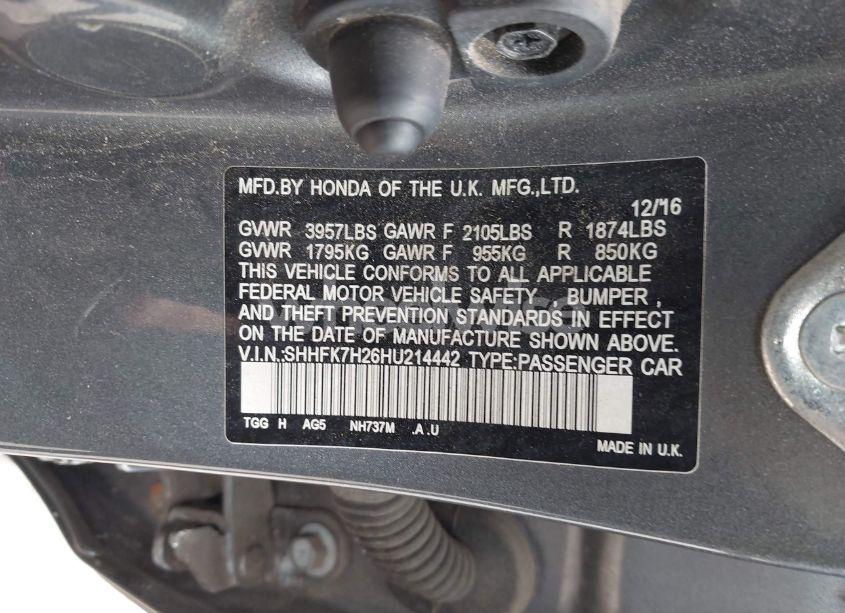 MFD.BY HONDA OF THE U.K. MFG.,LTD.
12/'16
GVWR 3957LBS GAWR F 2105LBS R 1874LBS
GVWR 1795KG GAWR F 955KG R 850KG
THIS VEHICLE CONFORMS TO ALL APPLICABLE
FEDERAL MOTOR VEHICLE SAFETY , BUMPER ,
AND THEFT PREVENTION STANDARDS IN EFFECT
ON THE DATE OF MANUFACTURE SHOWN ABOVE.
V.I.N.:SHHFK7H26HU214442 TYPE:PASSENGER CAR
TGG H AG5 NH737M .A .U
MADE IN U.K.